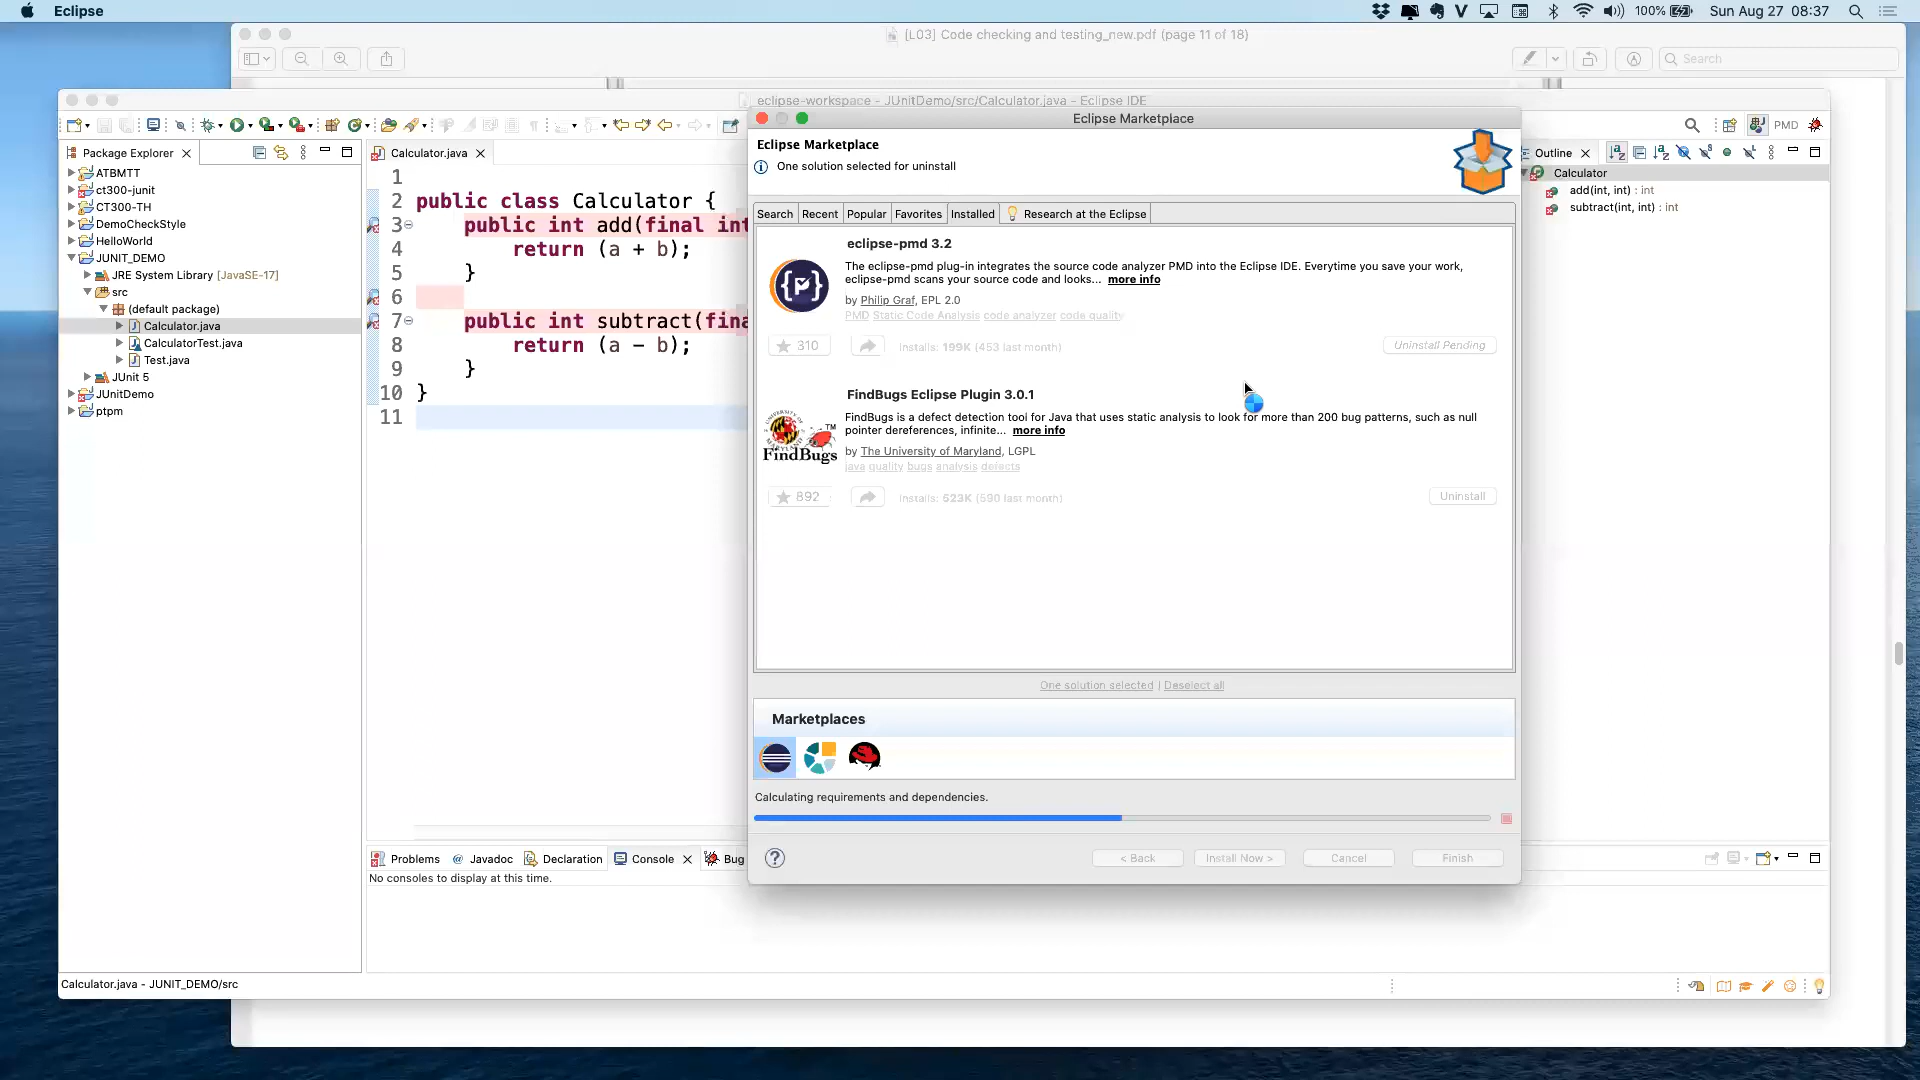 Eclipse
100%
Sun Aug 27 08:37
[L03] Code checking and testing_new.pdf (page 11 of 18)
Search
eclipse-workspace - JUnitDemo/src/Calculator.java - Eclipse IDE
Eclipse Marketplace
PMD
Package Explorer
ATBMTT
ct300-junit
CT300-TH
DemoCheckStyle
HelloWorld
JUNIT_DEMO
JRE System Library [JavaSE-17]
src
(default package)
Calculator.java
CalculatorTest.java
Test.java
JUnit 5
JUnitDemo
ptpm
Calculator.java
1
2 public class Calculator {
3 public int add(final int
4 return (a + b);
5 }
6
7 public int subtract(fina
8 return (a - b);
9 }
10 }
11
Eclipse Marketplace
One solution selected for uninstall
Search
Recent
Popular
Favorites
Installed
Research at the Eclipse
eclipse-pmd 3.2
The eclipse-pmd plug-in integrates the source code analyzer PMD into the Eclipse IDE. Everytime you save your work,
eclipse-pmd scans your source code and looks... more info
by Philip Graf, EPL 2.0
PMD Static Code Analysis code analyzer code quality
310
Installs: 199K (453 last month)
Uninstall Pending
FindBugs Eclipse Plugin 3.0.1
UNIVERSITY OF MARYLAND
FindBugs
TM
FindBugs is a defect detection tool for Java that uses static analysis to look for more than 200 bug patterns, such as null
pointer dereferences, infinite... more info
by The University of Maryland, LGPL
java quality bugs analysis defects
892
Installs: 623K (590 last month)
Uninstall
One solution selected | Deselect all
Marketplaces
Calculating requirements and dependencies.
< Back
Install Now >
Cancel
Finish
Outline
Calculator
add(int, int) : int
subtract(int, int) : int
Problems
Javadoc
Declaration
Console
Bug
No consoles to display at this time.
Calculator.java - JUNIT_DEMO/src